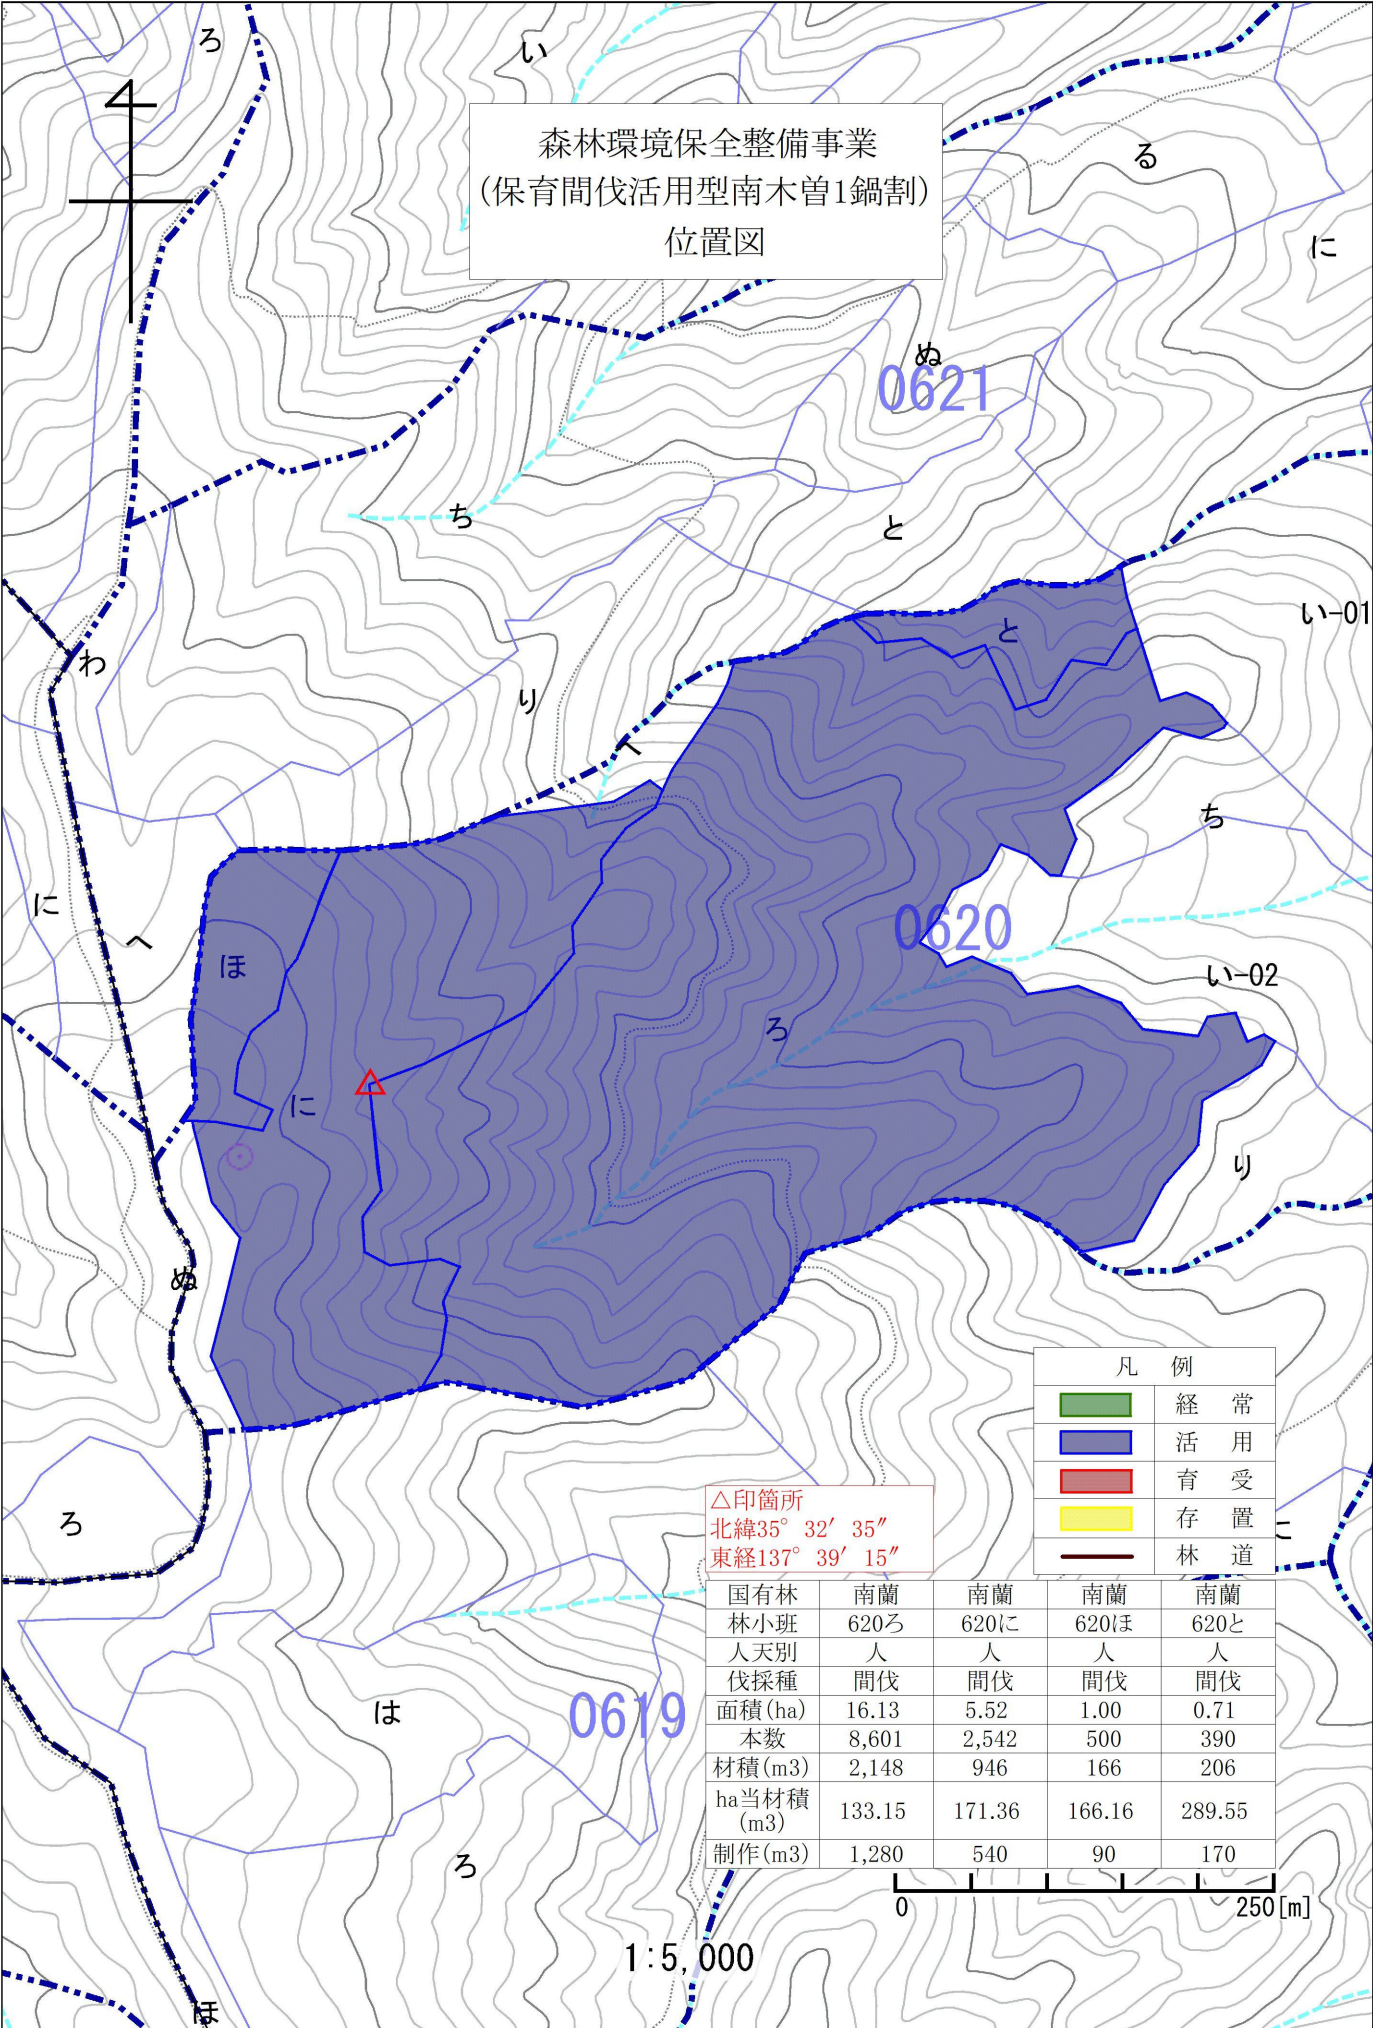 ろ
い
森林環境保全整備事業
(保育間伐活用型南木曽1鍋割)
位置図
る
に
ぬ
0621
ち
と
い-01
と
わ
り
へ
ち
に
へ
0620
ほ
い-02
ろ
に
り
ぬ
凡 例
経 常
活 用
育 受
存 置
林 道
△印箇所
北緯35° 32′ 35″
東経137° 39′ 15″
ろ
に
国有林 南蘭 南蘭 南蘭 南蘭
林小班 620ろ 620に 620ほ 620と
人天別 人 人 人 人
伐採種 間伐 間伐 間伐 間伐
面積(ha) 16.13 5.52 1.00 0.71
本数 8,601 2,542 500 390
材積(m3) 2,148 946 166 206
ha当材積
(m3) 133.15 171.36 166.16 289.55
制作(m3) 1,280 540 90 170
は
0619
ろ
0 250[m]
1:5,000
ほ